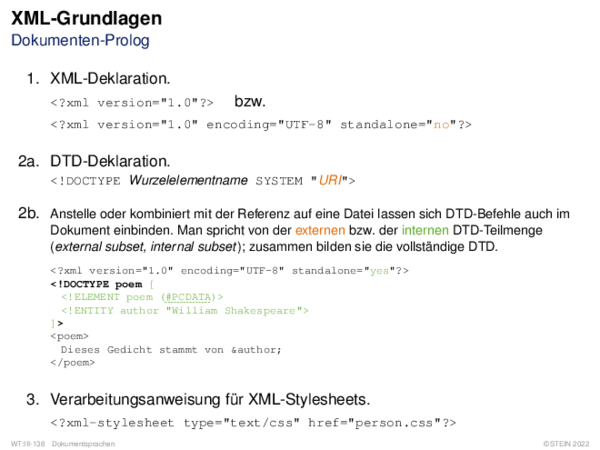 XML-Grundlagen
Dokumenten-Prolog
1. XML-Deklaration.
<?xml version="1.0"?> bzw.
<?xml version="1.0" encoding="UTF-8" standalone="no"?>
2a. DTD-Deklaration.
<!DOCTYPE Wurzelelementname SYSTEM "URI">
2b. Anstelle oder kombiniert mit der Referenz auf eine Datei lassen sich DTD-Befehle auch im
Dokument einbinden. Man spricht von der externen bzw. der internen DTD-Teilmenge
(external subset, internal subset); zusammen bilden sie die vollständige DTD.
<?xml version="1.0" encoding="UTF-8" standalone="yes"?>
<!DOCTYPE poem [
<!ELEMENT poem (#PCDATA)>
<!ENTITY author "William Shakespeare">
]>
<poem>
Dieses Gedicht stammt von &author;
</poem>
3. Verarbeitungsanweisung für XML-Stylesheets.
<?xml-stylesheet type="text/css" href="person.css"?>
WT:III-138 Dokumentsprachen ©STEIN 2022